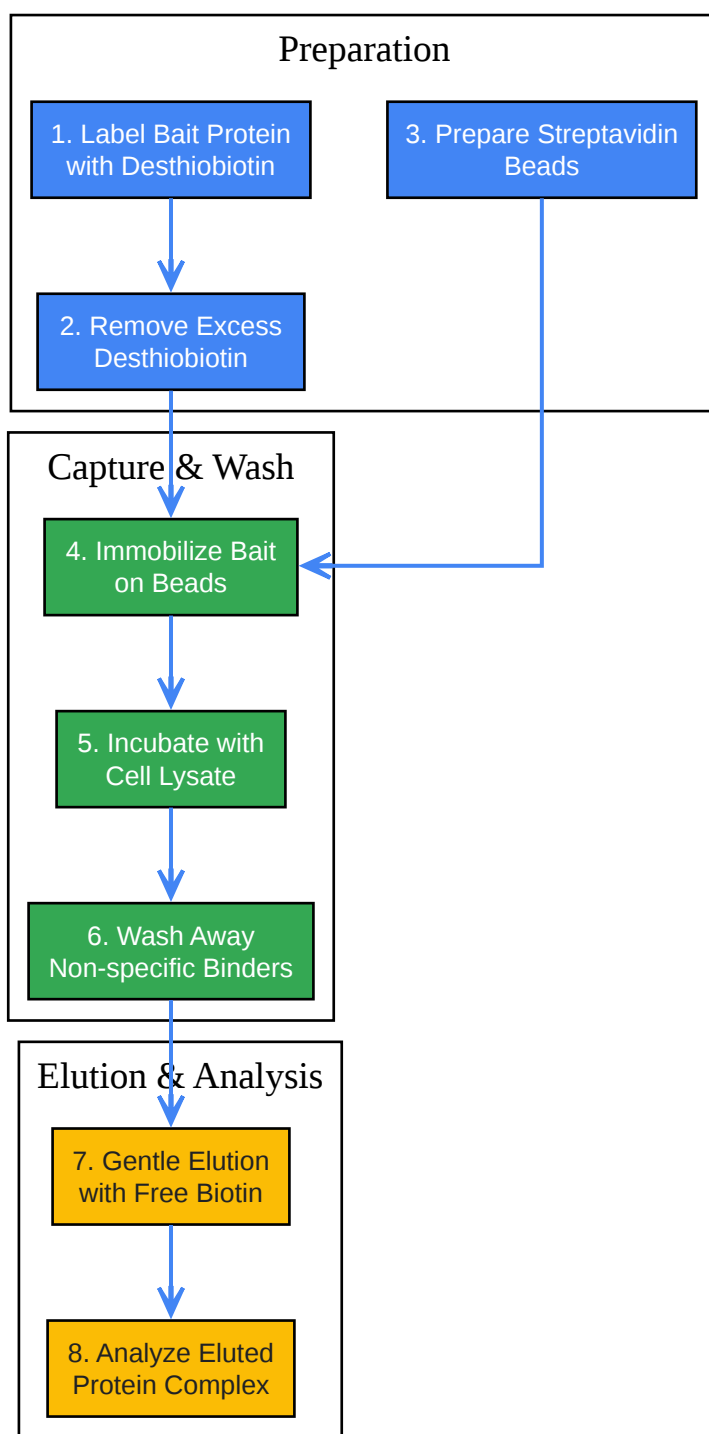 Preparation
1. Label Bait Protein
with Desthiobiotin
3. Prepare Streptavidin
Beads
2. Remove Excess
Desthiobiotin
Capture & Wash
4. Immobilize Bait
on Beads
5. Incubate with
Cell Lysate
6. Wash Away
Non-specific Binders
Elution & Analysis
7. Gentle Elution
with Free Biotin
8. Analyze Eluted
Protein Complex